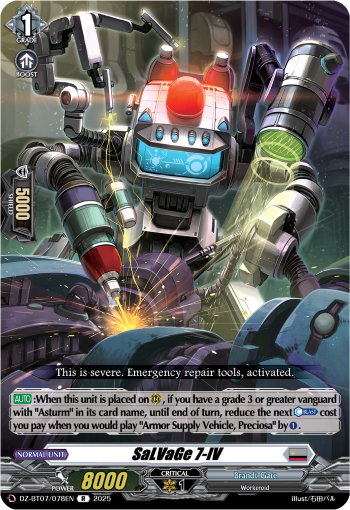 1
GRADE
BOOST
5000
SHIELD
This is severe. Emergency repair tools, activated.
AUTO :When this unit is placed on R, if you have a grade 3 or greater vanguard
with "Asturm" in its card name, until end of turn, reduce the next BLAST cost
you pay when you would play "Armor Supply Vehicle, Preciosa" by 1.
NORMAL UNIT
SaLVaGe 7-IV
POWER 8000
CRITICAL 1
Brandt Gate
Workeroid
DZ-BT07/078EN R 2025
illust/石田バル